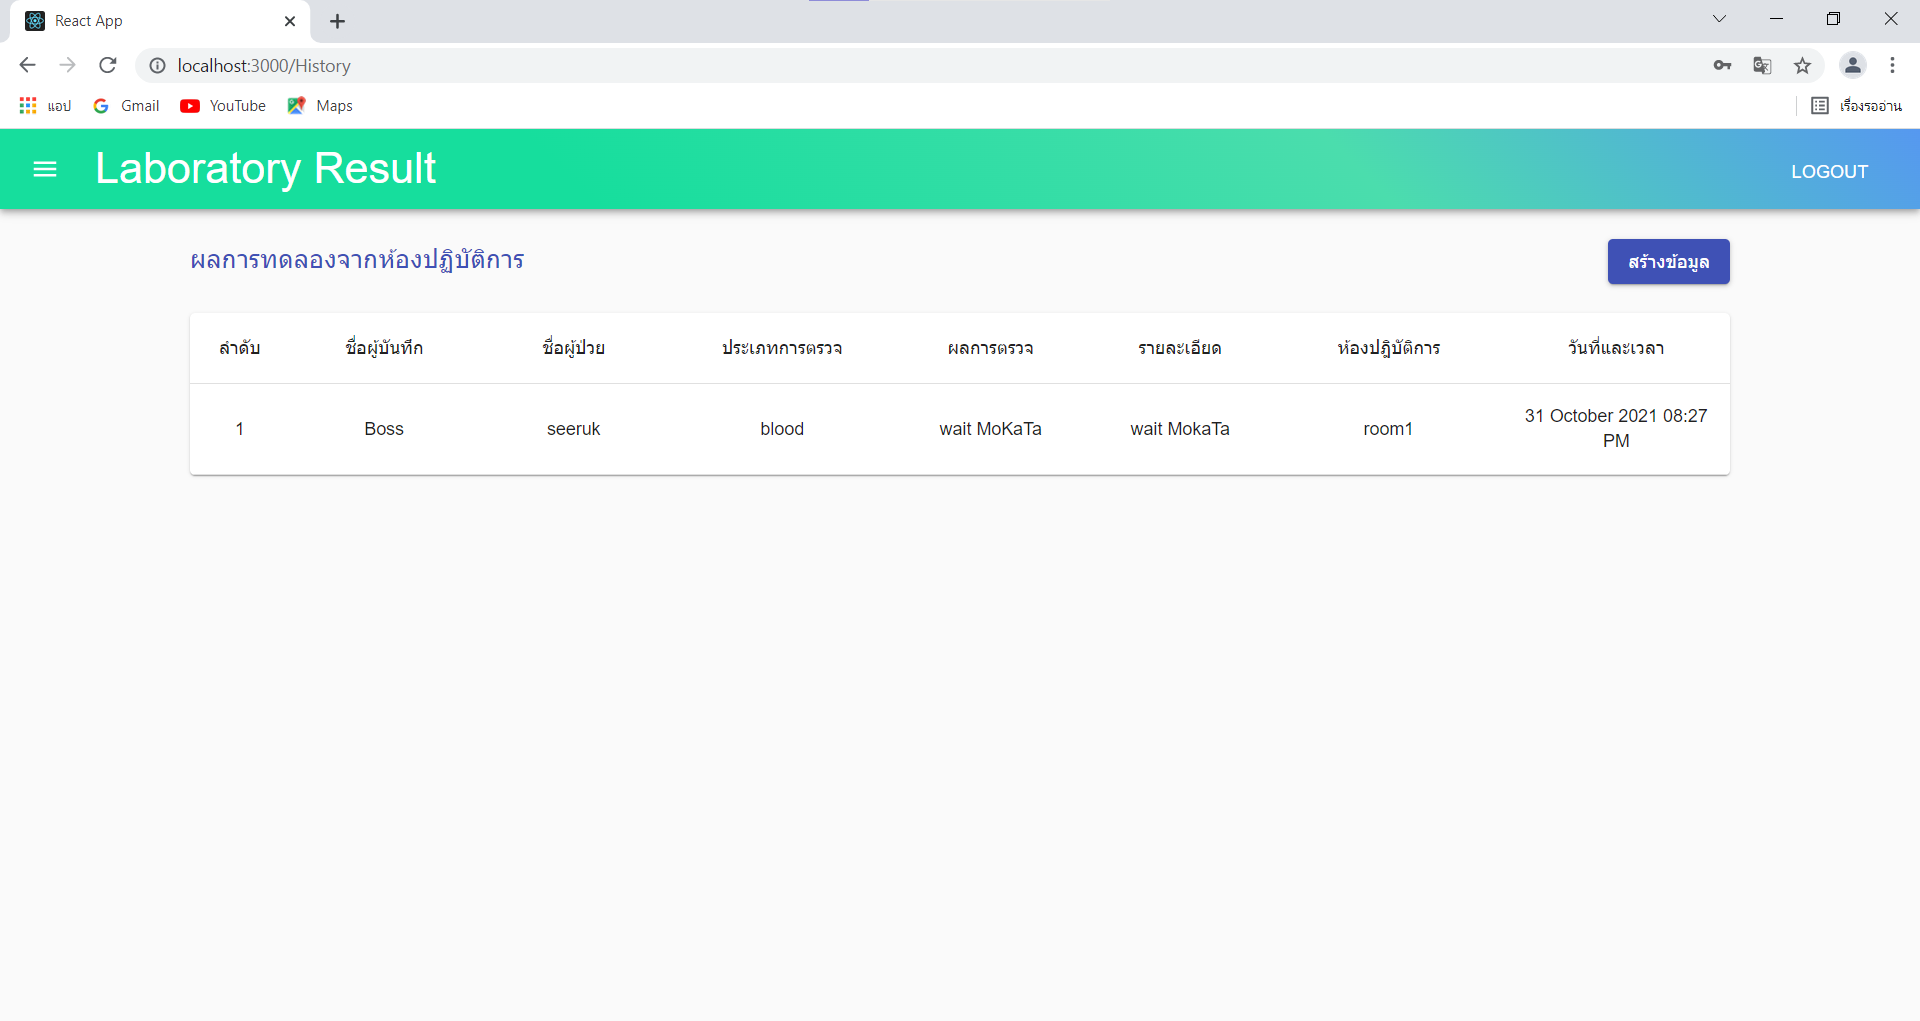 React App
localhost:3000/History
แอป Gmail YouTube Maps เรื่องรออ่าน
Laboratory Result LOGOUT
ผลการทดลองจากห้องปฏิบัติการ สร้างข้อมูล
ลำดับ ชื่อผู้บันทึก ชื่อผู้ป่วย ประเภทการตรวจ ผลการตรวจ รายละเอียด ห้องปฎิบัติการ วันที่และเวลา
1 Boss seeruk blood wait MoKaTa wait MokaTa room1 31 October 2021 08:27
PM